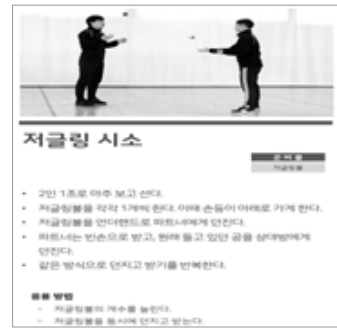 저글링 시소
준비물
저글링볼
• 2인 1조로 마주 보고 선다.
• 저글링볼을 각각 1개씩 쥔다. 이때 손등이 아래로 가게 한다.
• 저글링볼을 언더핸드로 파트너에게 던진다.
• 파트너는 빈손으로 받고, 원래 들고 있던 공을 상대방에게
던진다.
• 같은 방식으로 던지고 받기를 반복한다.
응용 방법
- 저글링볼의 개수를 늘린다.
- 저글링볼을 동시에 던지고 받는다.